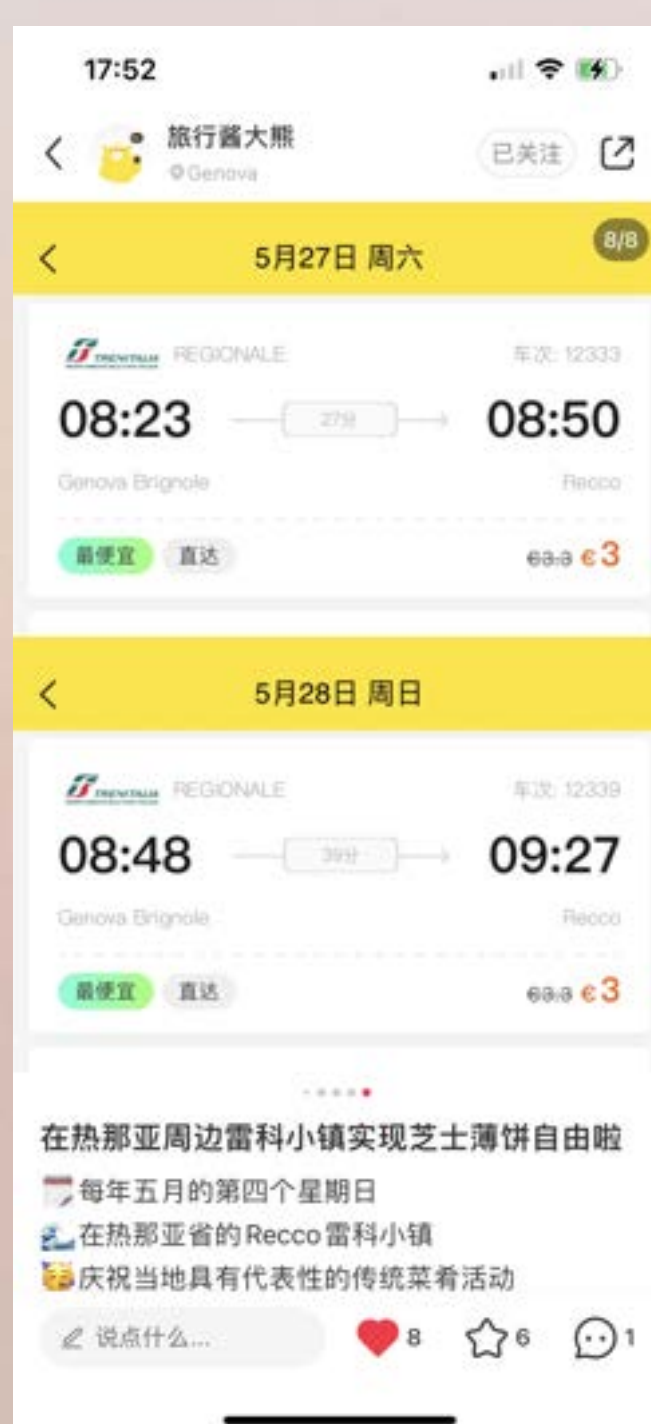 17:52
旅行酱大熊
Genova
已关注
8/8
5月27日 周六
TRENITALIA REGIONALE
车次: 12333
08:23
27分
08:50
Genova Brignole
Recco
最便宜
直达
€3.3 €3
5月28日 周日
TRENITALIA REGIONALE
车次: 12339
08:48
39分
09:27
Genova Brignole
Recco
最便宜
直达
€3.3 €3
在热那亚周边雷科小镇实现芝士薄饼自由啦
每年五月的第四个星期日
在热那亚省的Recco雷科小镇
庆祝当地具有代表性的传统菜肴活动
说点什么...
8
6
1